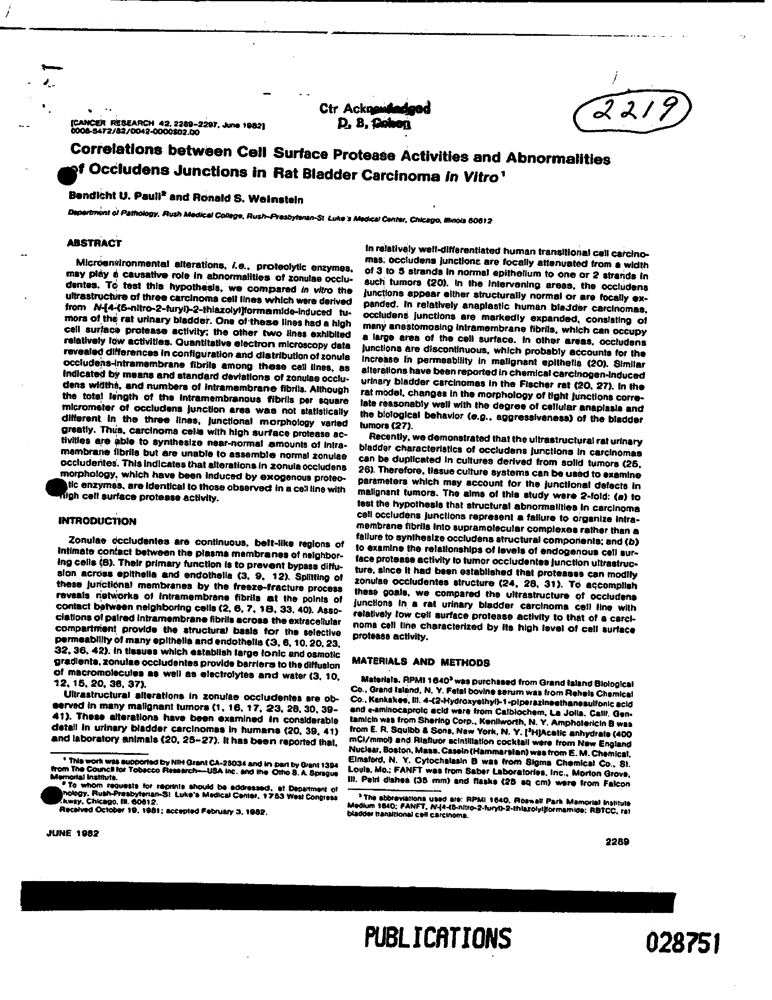 Ctr Acknowledged
D. B. Cohen
2219
[CANCER RESEARCH 42, 2289-2297, June 1982]
0008-5472/82/0042-0000$02.00
Correlations between Cell Surface Protease Activities and Abnormalities
of Occludens Junctions in Rat Bladder Carcinoma in Vitro¹
Bendicht U. Pauli² and Ronald S. Weinstein
Department of Pathology, Rush Medical College, Rush-Presbyterian-St. Luke's Medical Center, Chicago, Illinois 60612
ABSTRACT
Microenvironmental alterations, i.e., proteolytic enzymes,
may play a causative role in abnormalities of zonulae occlu-
dentes. To test this hypothesis, we compared in vitro the
ultrastructure of three carcinoma cell lines which were derived
from N-[4-(5-nitro-2-furyl)-2-thiazolyl]formamide-induced tu-
mors of the rat urinary bladder. One of these lines had a high
cell surface protease activity; the other two lines exhibited
relatively low activities. Quantitative electron microscopy data
revealed differences in configuration and distribution of zonula
occludens-intramembrane fibrils among these cell lines, as
indicated by means and standard deviations of zonulae occlu-
dens widths, and numbers of intramembrane fibrils. Although
the total length of the intramembranous fibrils per square
micrometer of occludens junction area was not statistically
different in the three lines, junctional morphology varied
greatly. Thus, carcinoma cells with high surface protease ac-
tivities are able to synthesize near-normal amounts of intra-
membrane fibrils but are unable to assemble normal zonulae
occludentes. This indicates that alterations in zonula occludens
morphology, which have been induced by exogenous proteo-
lytic enzymes, are identical to those observed in a cell line with
high cell surface protease activity.
INTRODUCTION
Zonulae occludentes are continuous, belt-like regions of
intimate contact between the plasma membranes of neighbor-
ing cells (8). Their primary function is to prevent bypass diffu-
sion across epithelia and endothelia (3, 9, 12). Splitting of
these junctional membranes by the freeze-fracture process
reveals networks of intramembrane fibrils at the points of
contact between neighboring cells (2, 6, 7, 18, 33, 40). Asso-
ciations of paired intramembrane fibrils across the extracellular
compartment provide the structural basis for the selective
permeability of many epithelia and endothelia (3, 6, 10, 20, 23,
32, 36, 42). In tissues which establish large ionic and osmotic
gradients, zonulae occludentes provide barriers to the diffusion
of macromolecules as well as electrolytes and water (3, 10,
12, 15, 20, 36, 37).
Ultrastructural alterations in zonulae occludentes are ob-
served in many malignant tumors (1, 16, 17, 23, 28, 30, 39-
41). These alterations have been examined in considerable
detail in urinary bladder carcinomas in humans (20, 39, 41)
and laboratory animals (20, 25-27). It has been reported that,
¹ This work was supported by NIH Grant CA-25034 and in part by Grant 1394
from The Council for Tobacco Research—USA Inc. and the Otho S. A. Sprague
Memorial Institute.
² To whom requests for reprints should be addressed, at Department of
Pathology, Rush-Presbyterian-St. Luke's Medical Center, 1753 West Congress
Parkway, Chicago, Ill. 60612.
Received October 19, 1981; accepted February 3, 1982.
JUNE 1982
in relatively well-differentiated human transitional cell carcino-
mas, occludens junctions are focally attenuated from a width
of 3 to 5 strands in normal epithelium to one or 2 strands in
such tumors (20). In the intervening areas, the occludens
junctions appear either structurally normal or are focally ex-
panded. In relatively anaplastic human bladder carcinomas,
occludens junctions are markedly expanded, consisting of
many anastomosing intramembrane fibrils, which can occupy
a large area of the cell surface. In other areas, occludens
junctions are discontinuous, which probably accounts for the
increase in permeability in malignant epithelia (20). Similar
alterations have been reported in chemical carcinogen-induced
urinary bladder carcinomas in the Fischer rat (20, 27). In the
rat model, changes in the morphology of tight junctions corre-
late reasonably well with the degree of cellular anaplasia and
the biological behavior (e.g., aggressiveness) of the bladder
tumors (27).
Recently, we demonstrated that the ultrastructural rat urinary
bladder characteristics of occludens junctions in carcinomas
can be duplicated in cultures derived from solid tumors (25,
26). Therefore, tissue culture systems can be used to examine
parameters which may account for the junctional defects in
malignant tumors. The aims of this study were 2-fold: (a) to
test the hypothesis that structural abnormalities in carcinoma
cell occludens junctions represent a failure to organize intra-
membrane fibrils into supramolecular complexes rather than a
failure to synthesize occludens structural components; and (b)
to examine the relationships of levels of endogenous cell sur-
face protease activity to tumor occludentes junction ultrastruc-
ture, since it had been established that proteases can modify
zonulae occludentes structure (24, 28, 31). To accomplish
these goals, we compared the ultrastructure of occludens
junctions in a rat urinary bladder carcinoma cell line with
relatively low cell surface protease activity to that of a carci-
noma cell line characterized by its high level of cell surface
protease activity.
MATERIALS AND METHODS
Materials. RPMI 1640³ was purchased from Grand Island Biological
Co., Grand Island, N. Y. Fetal bovine serum was from Reheis Chemical
Co., Kankakee, Ill. 4-(2-Hydroxyethyl)-1-piperazineethanesulfonic acid
and ε-aminocaproic acid were from Calbiochem, La Jolla, Calif. Gen-
tamicin was from Shering Corp., Kenilworth, N. Y. Amphotericin B was
from E. R. Squibb & Sons, New York, N. Y. [³H]Acetic anhydrate (400
mCi/mmol) and Riafluor scintillation cocktail were from New England
Nuclear, Boston, Mass. Casein (Hammarsten) was from E. M. Chemical,
Elmsford, N. Y. Cytochalasin B was from Sigma Chemical Co., St.
Louis, Mo.; FANFT was from Saber Laboratories, Inc., Morton Grove,
Ill. Petri dishes (35 mm) and flasks (25 sq cm) were from Falcon
³ The abbreviations used are: RPMI 1640, Roswell Park Memorial Institute
Medium 1640; FANFT, N-[4-(5-nitro-2-furyl)-2-thiazolyl]formamide; RBTCC, rat
bladder transitional cell carcinoma.
2289
PUBLICATIONS
028751